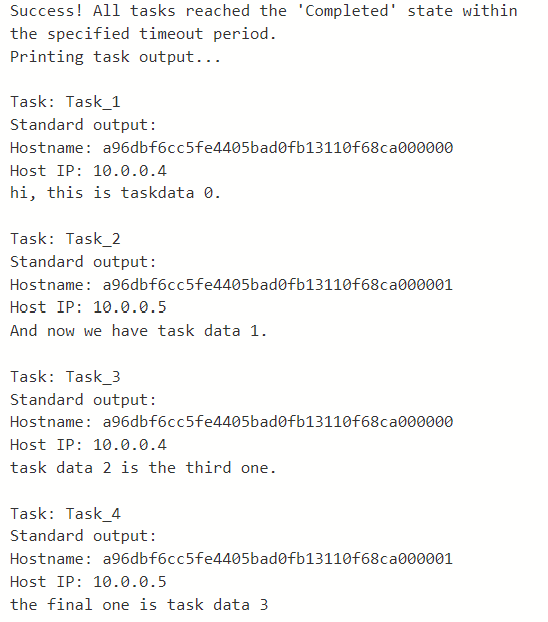 Success! All tasks reached the 'Completed' state within
the specified timeout period.
Printing task output...
Task: Task_1
Standard output:
Hostname: a96dbf6cc5fe4405bad0fb13110f68ca000000
Host IP: 10.0.0.4
hi, this is taskdata 0.
Task: Task_2
Standard output:
Hostname: a96dbf6cc5fe4405bad0fb13110f68ca000001
Host IP: 10.0.0.5
And now we have task data 1.
Task: Task_3
Standard output:
Hostname: a96dbf6cc5fe4405bad0fb13110f68ca000000
Host IP: 10.0.0.4
task data 2 is the third one.
Task: Task_4
Standard output:
Hostname: a96dbf6cc5fe4405bad0fb13110f68ca000001
Host IP: 10.0.0.5
the final one is task data 3